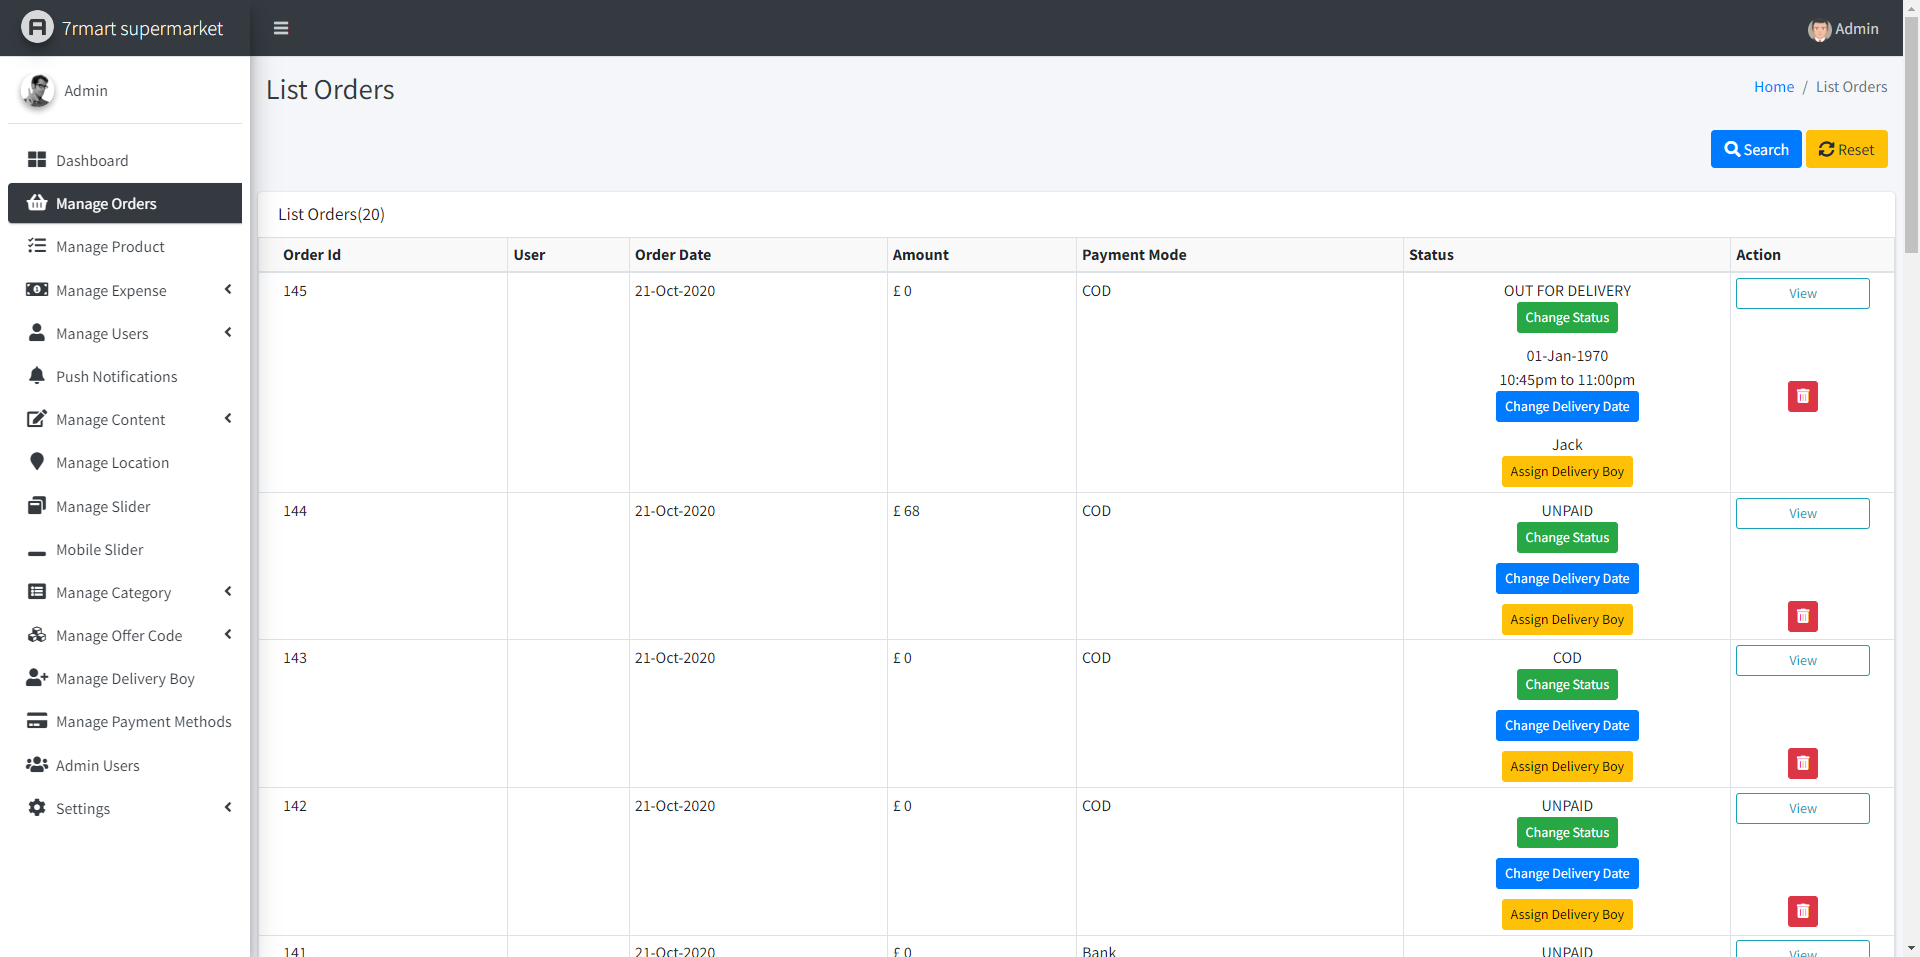 7rmart supermarket
Admin
Admin
List Orders
Home / List Orders
Search
Reset
Dashboard
Manage Orders
Manage Product
Manage Expense
Manage Users
Push Notifications
Manage Content
Manage Location
Manage Slider
Mobile Slider
Manage Category
Manage Offer Code
Manage Delivery Boy
Manage Payment Methods
Admin Users
Settings
List Orders(20)
Order Id User Order Date Amount Payment Mode Status Action
145 21-Oct-2020 £ 0 COD OUT FOR DELIVERY View
Change Status
01-Jan-1970
10:45pm to 11:00pm
Change Delivery Date
Jack
Assign Delivery Boy
144 21-Oct-2020 £ 68 COD UNPAID View
Change Status
Change Delivery Date
Assign Delivery Boy
143 21-Oct-2020 £ 0 COD COD View
Change Status
Change Delivery Date
Assign Delivery Boy
142 21-Oct-2020 £ 0 COD UNPAID View
Change Status
Change Delivery Date
Assign Delivery Boy
141 21-Oct-2020 £ 0 Bank UNPAID View